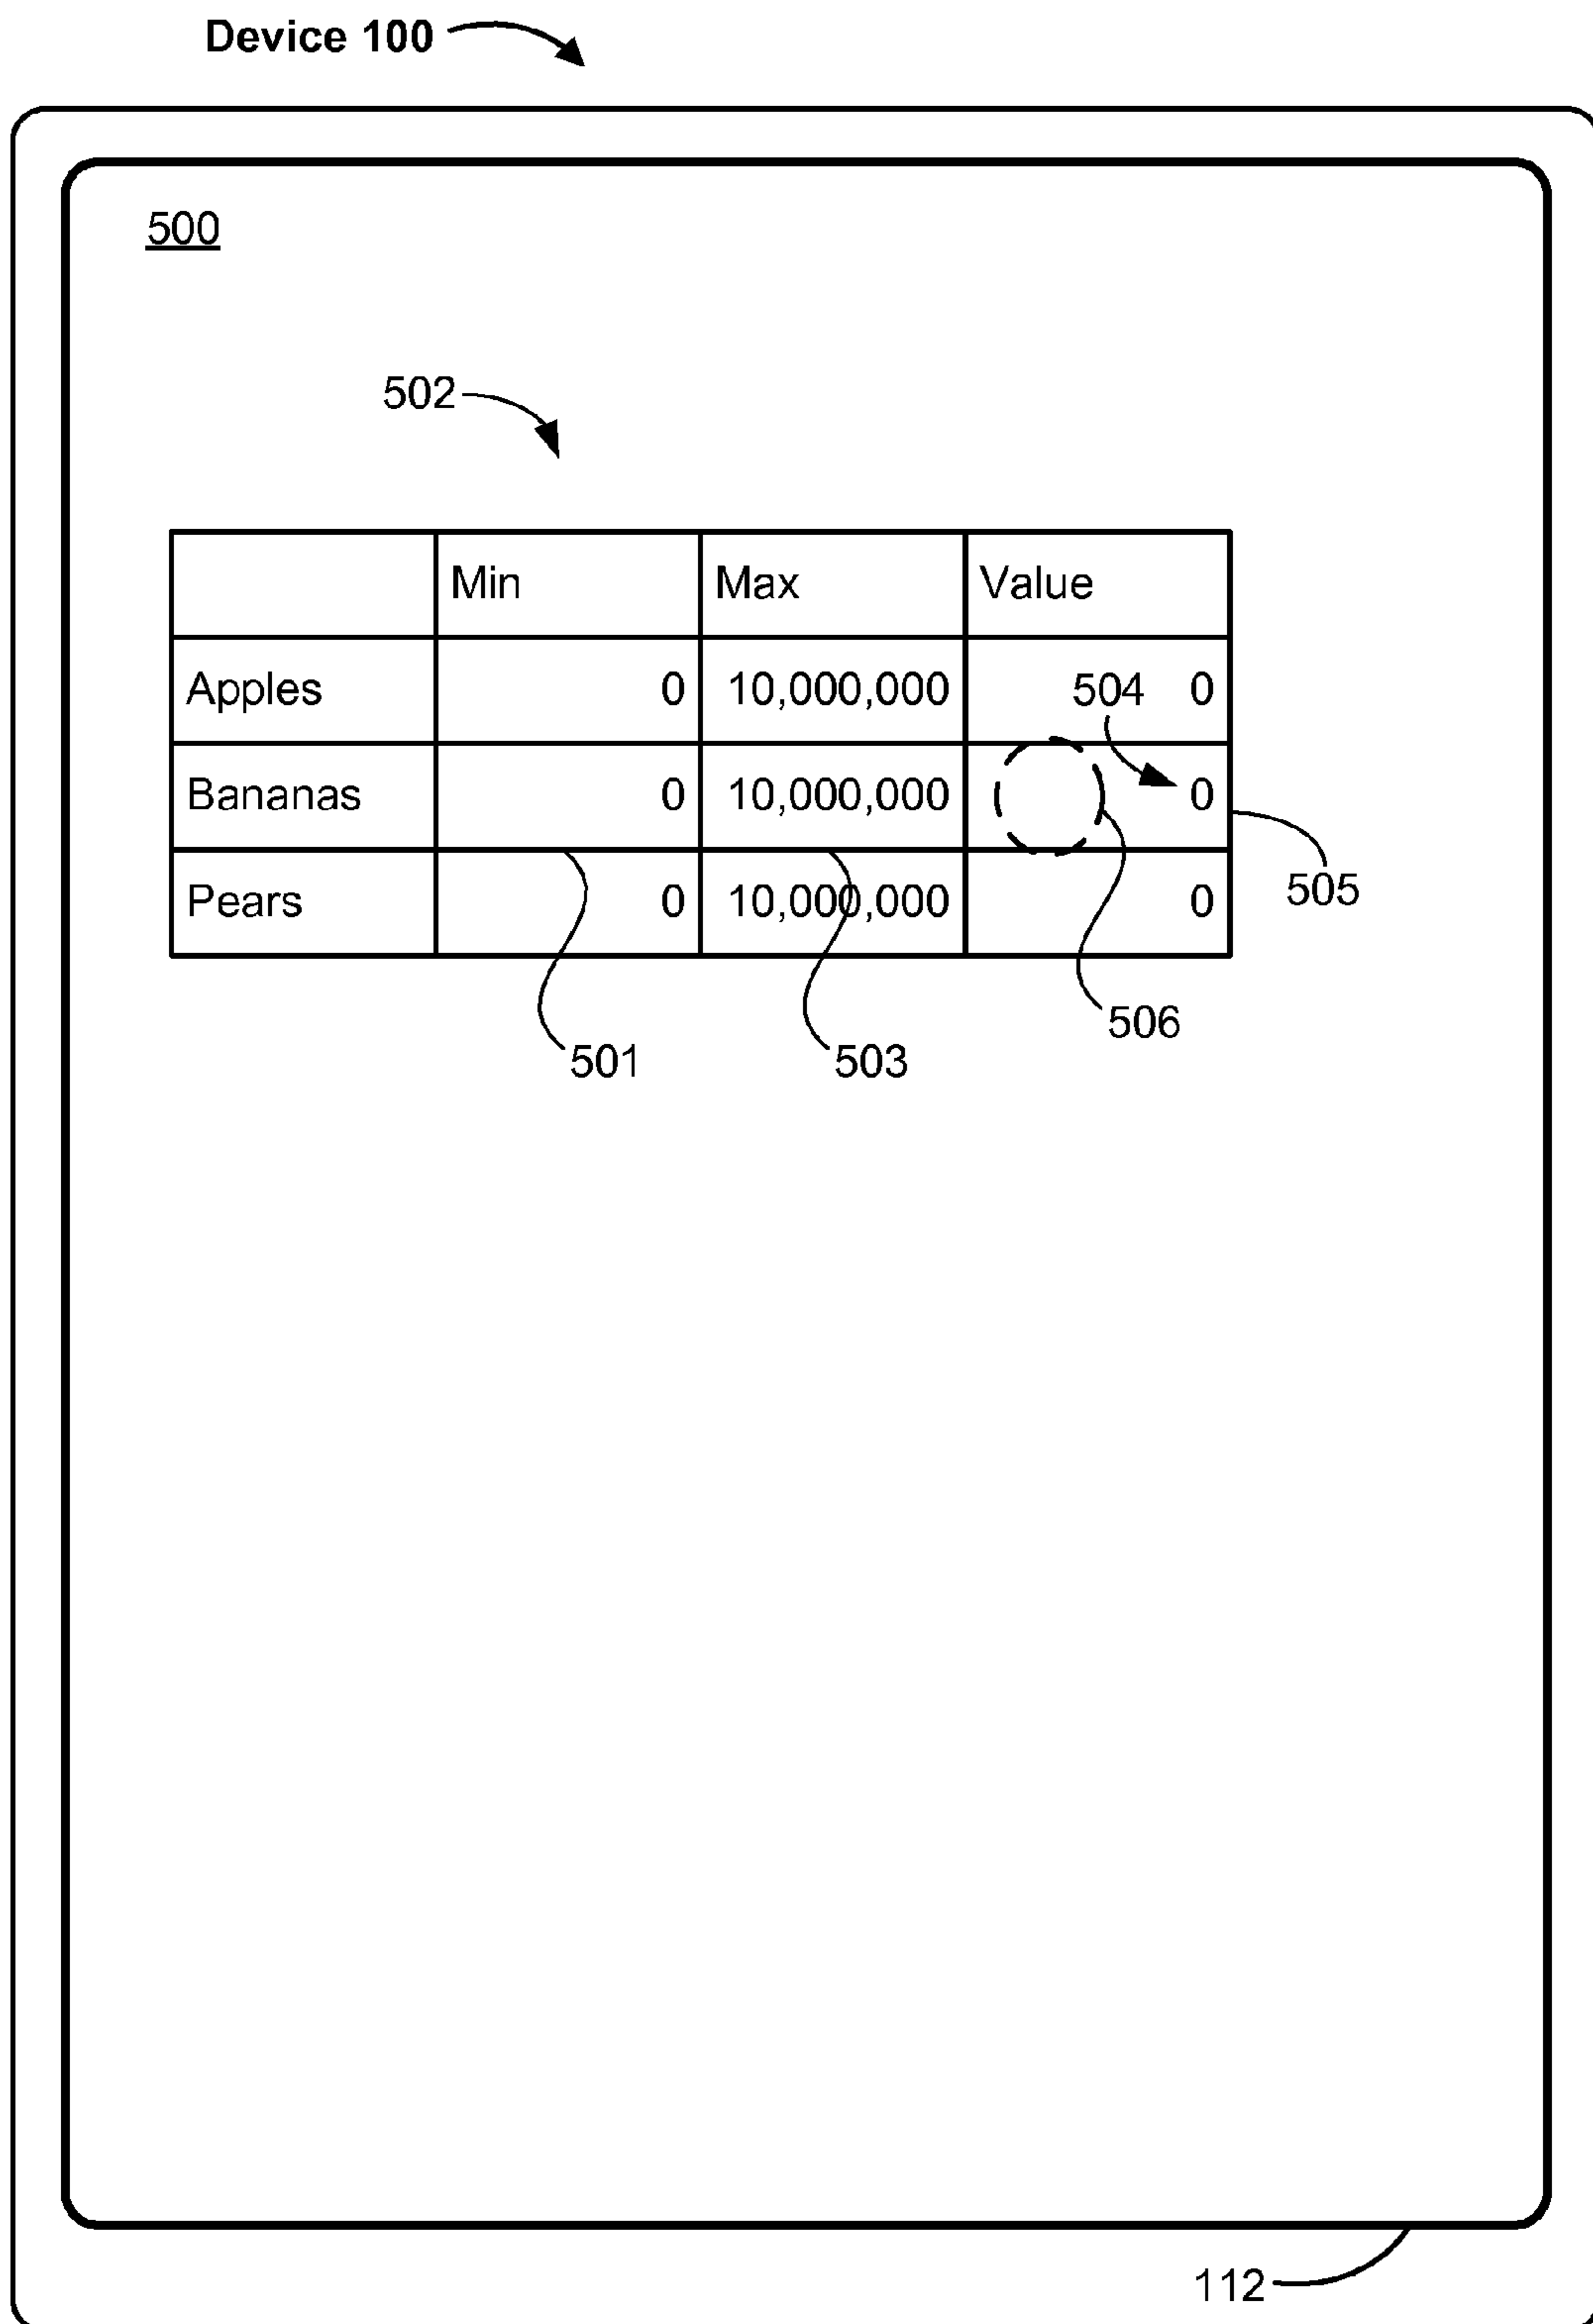 Device 100
500
502
Min Max Value
Apples 0 10,000,000 504 0
Bananas 0 10,000,000 0
505
Pears 0 10,000,000 0
506
501 503
112